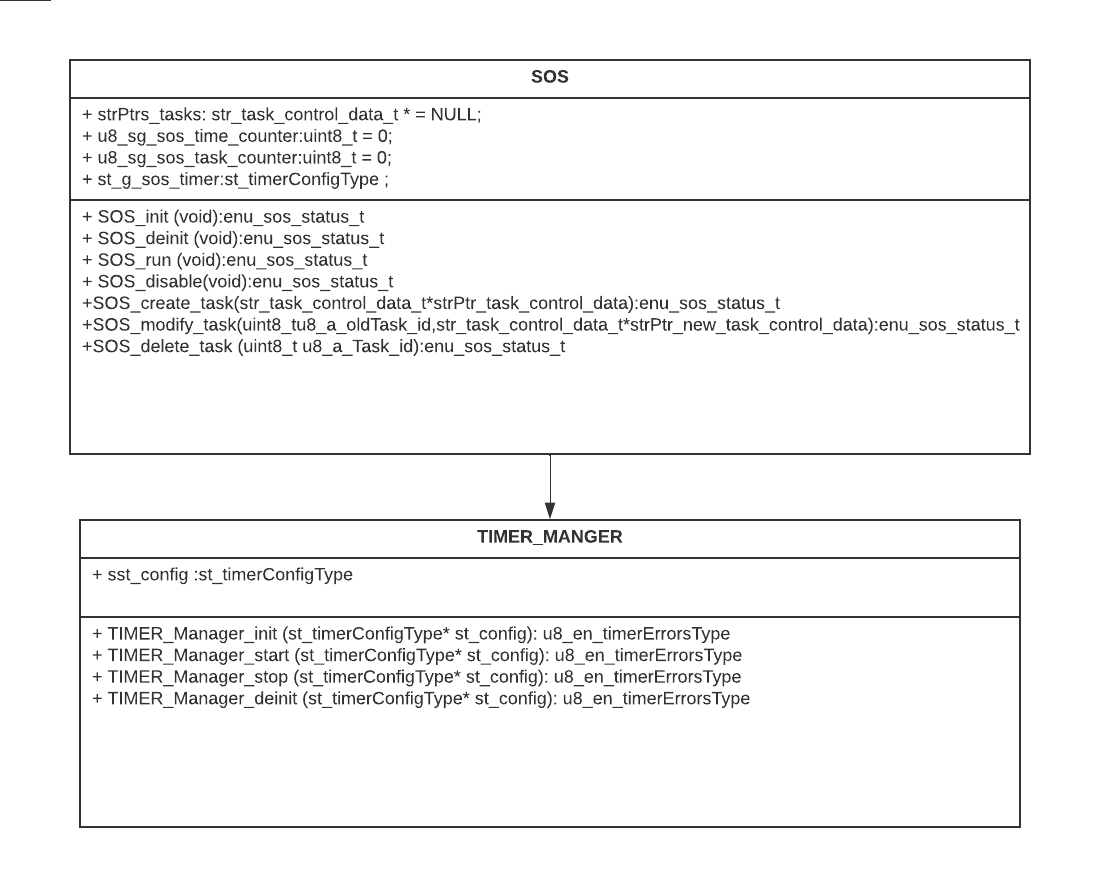 SOS
+ strPtrs_tasks: str_task_control_data_t * = NULL;
+ u8_sg_sos_time_counter:uint8_t = 0;
+ u8_sg_sos_task_counter:uint8_t = 0;
+ st_g_sos_timer:st_timerConfigType ;
+ SOS_init (void):enu_sos_status_t
+ SOS_deinit (void):enu_sos_status_t
+ SOS_run (void):enu_sos_status_t
+ SOS_disable(void):enu_sos_status_t
+SOS_create_task(str_task_control_data_t*strPtr_task_control_data):enu_sos_status_t
+SOS_modify_task(uint8_tu8_a_oldTask_id,str_task_control_data_t*strPtr_new_task_control_data):enu_sos_status_t
+SOS_delete_task (uint8_t u8_a_Task_id):enu_sos_status_t
TIMER_MANGER
+ sst_config :st_timerConfigType
+ TIMER_Manager_init (st_timerConfigType* st_config): u8_en_timerErrorsType
+ TIMER_Manager_start (st_timerConfigType* st_config): u8_en_timerErrorsType
+ TIMER_Manager_stop (st_timerConfigType* st_config): u8_en_timerErrorsType
+ TIMER_Manager_deinit (st_timerConfigType* st_config): u8_en_timerErrorsType